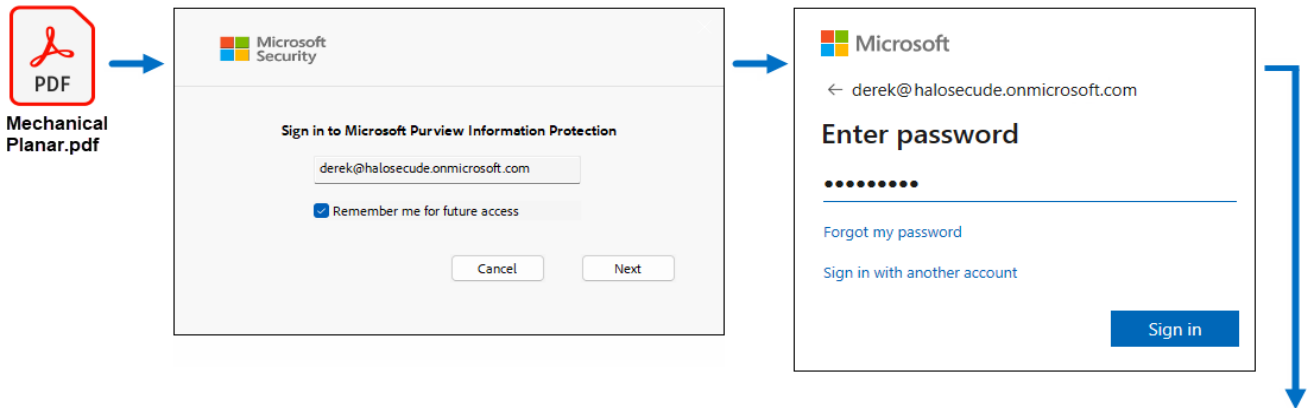 PDF
Mechanical
Planar.pdf
Microsoft
Security
Sign in to Microsoft Purview Information Protection
derek@halosecude.onmicrosoft.com
Remember me for future access
Cancel
Next
Microsoft
derek@halosecude.onmicrosoft.com
Enter password
•••••••••
Forgot my password
Sign in with another account
Sign in